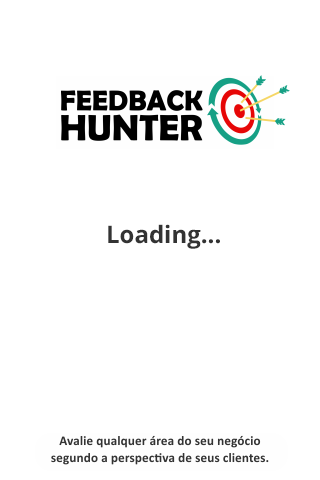 FEEDBACK
HUNTER
Loading...
Avalie qualquer área do seu negócio
segundo a perspectiva de seus clientes.